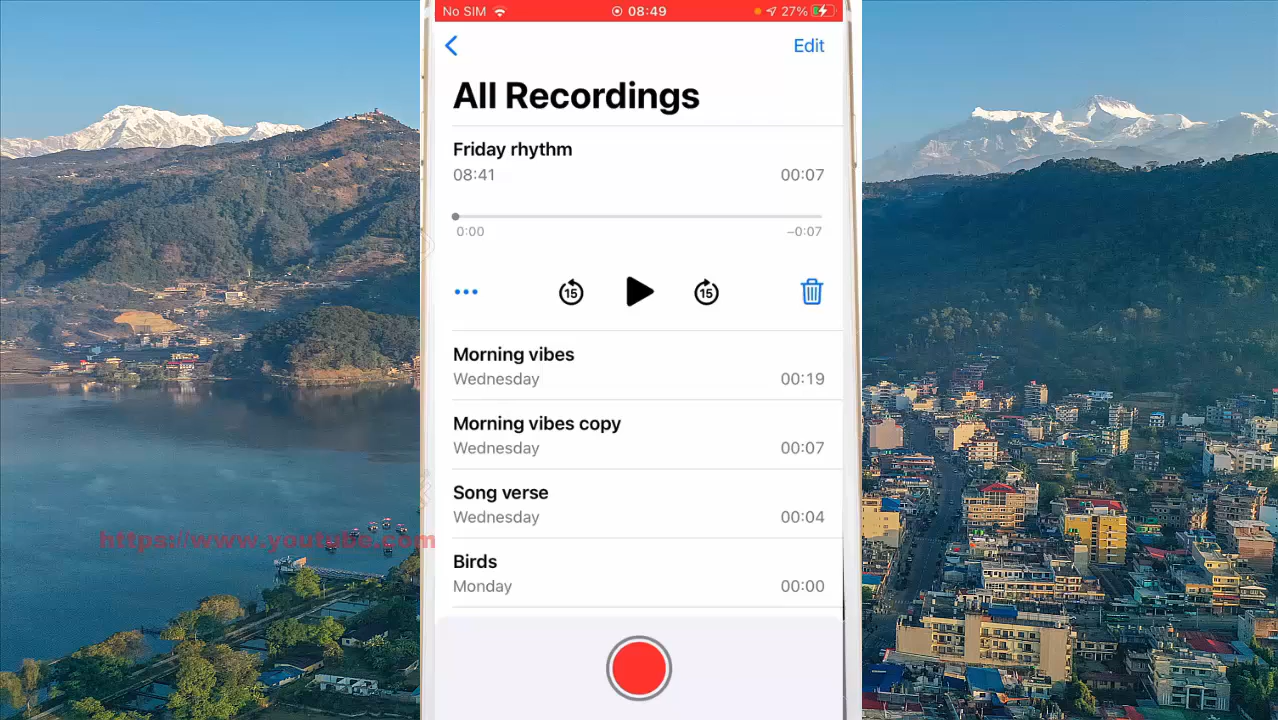 No SIM 08:49 27%
Edit
All Recordings
Friday rhythm
08:41 00:07
0:00 −0:07
15 15
Morning vibes
Wednesday 00:19
Morning vibes copy
Wednesday 00:07
Song verse
Wednesday 00:04
https://www.youtube.com
Birds
Monday 00:00